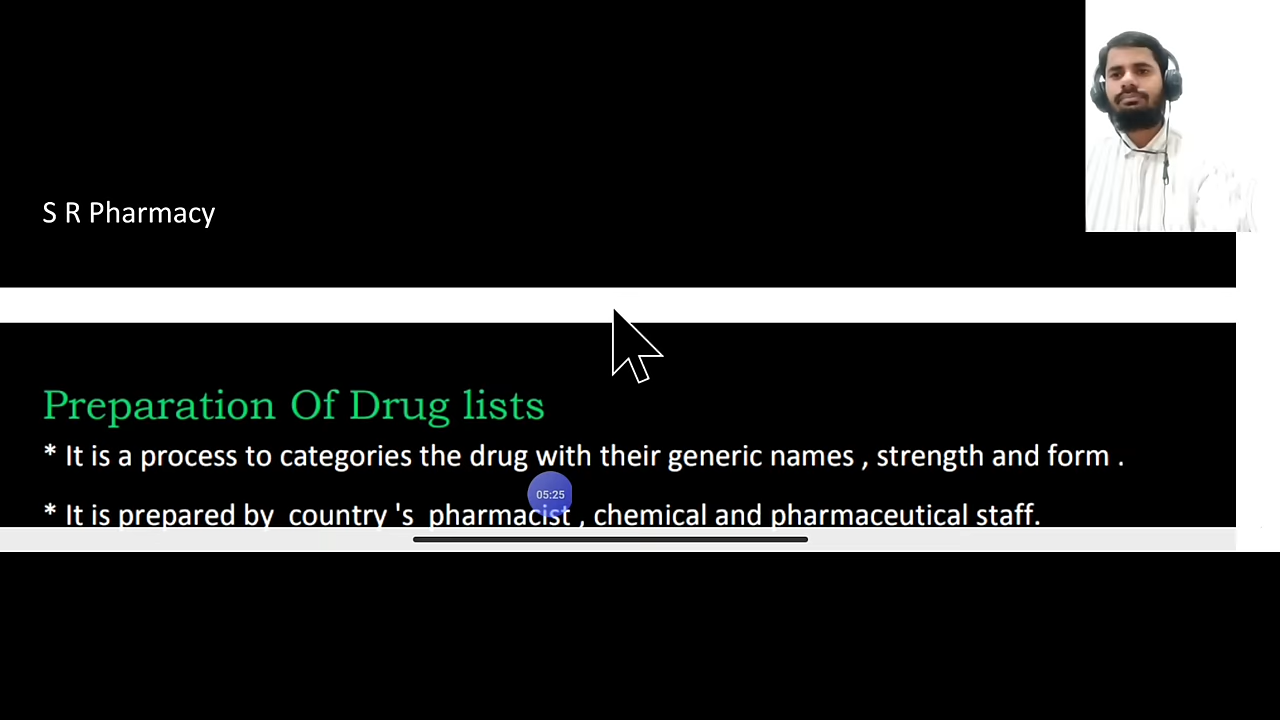 S R Pharmacy
Preparation Of Drug lists
* It is a process to categories the drug with their generic names , strength and form .
05:25
* It is prepared by country 's pharmacist , chemical and pharmaceutical staff.